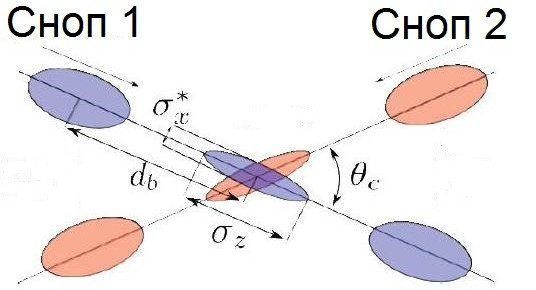 Сноп 1
Сноп 2
σ*x
db
θc
σz